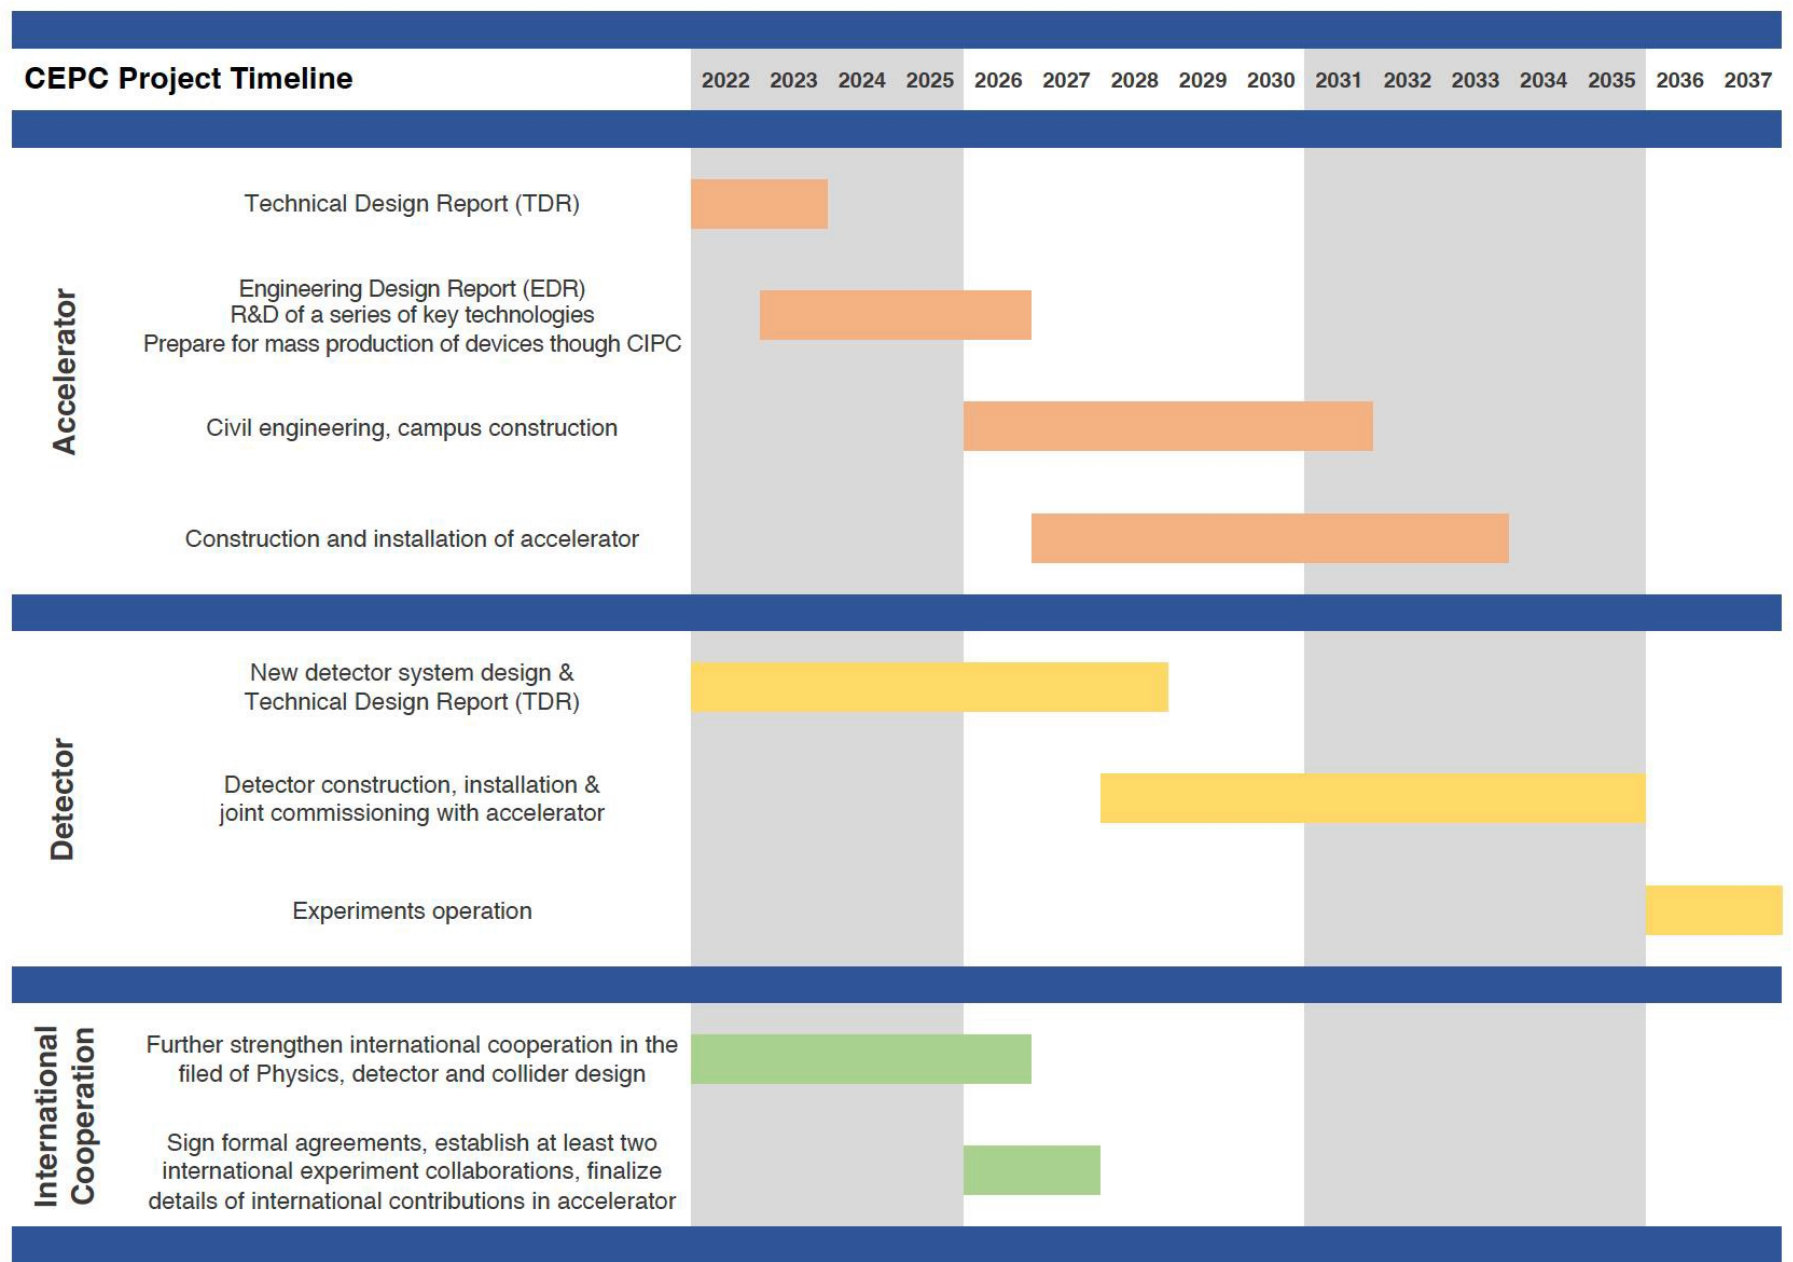 CEPC Project Timeline
2022 2023 2024 2025 2026 2027 2028 2029 2030 2031 2032 2033 2034 2035 2036 2037
Accelerator
Technical Design Report (TDR)
Engineering Design Report (EDR)
R&D of a series of key technologies
Prepare for mass production of devices though CIPC
Civil engineering, campus construction
Construction and installation of accelerator
Detector
New detector system design &
Technical Design Report (TDR)
Detector construction, installation &
joint commissioning with accelerator
Experiments operation
International
Cooperation
Further strengthen international cooperation in the
filed of Physics, detector and collider design
Sign formal agreements, establish at least two
international experiment collaborations, finalize
details of international contributions in accelerator